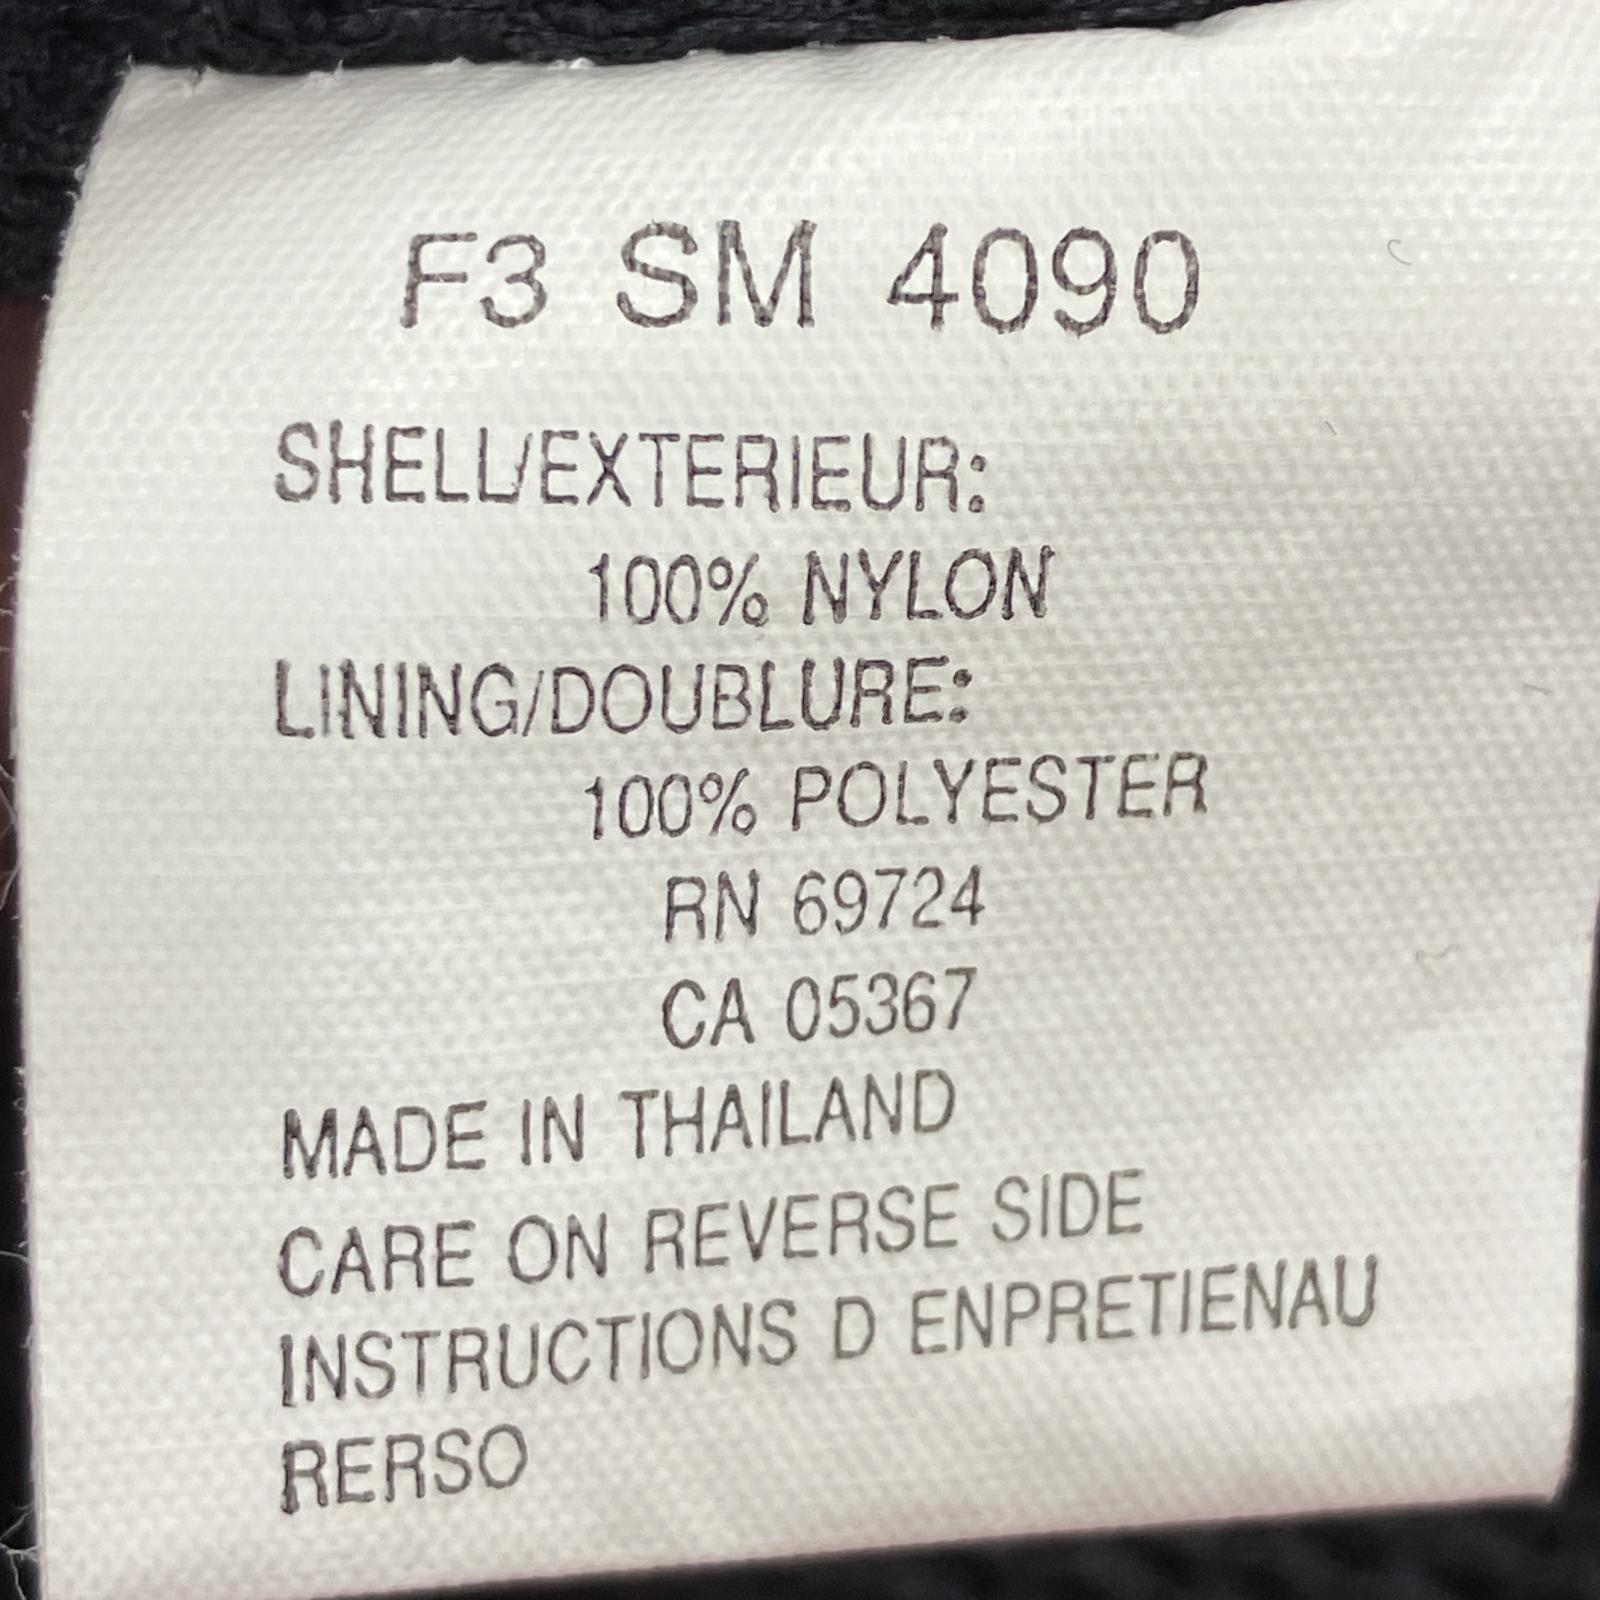 F3 SM 4090
SHELL/EXTERIEUR:
100% NYLON
LINING/DOUBLURE:
100% POLYESTER
RN 69724
CA 05367
MADE IN THAILAND
CARE ON REVERSE SIDE
INSTRUCTIONS D ENPRETIENAU
RERSO